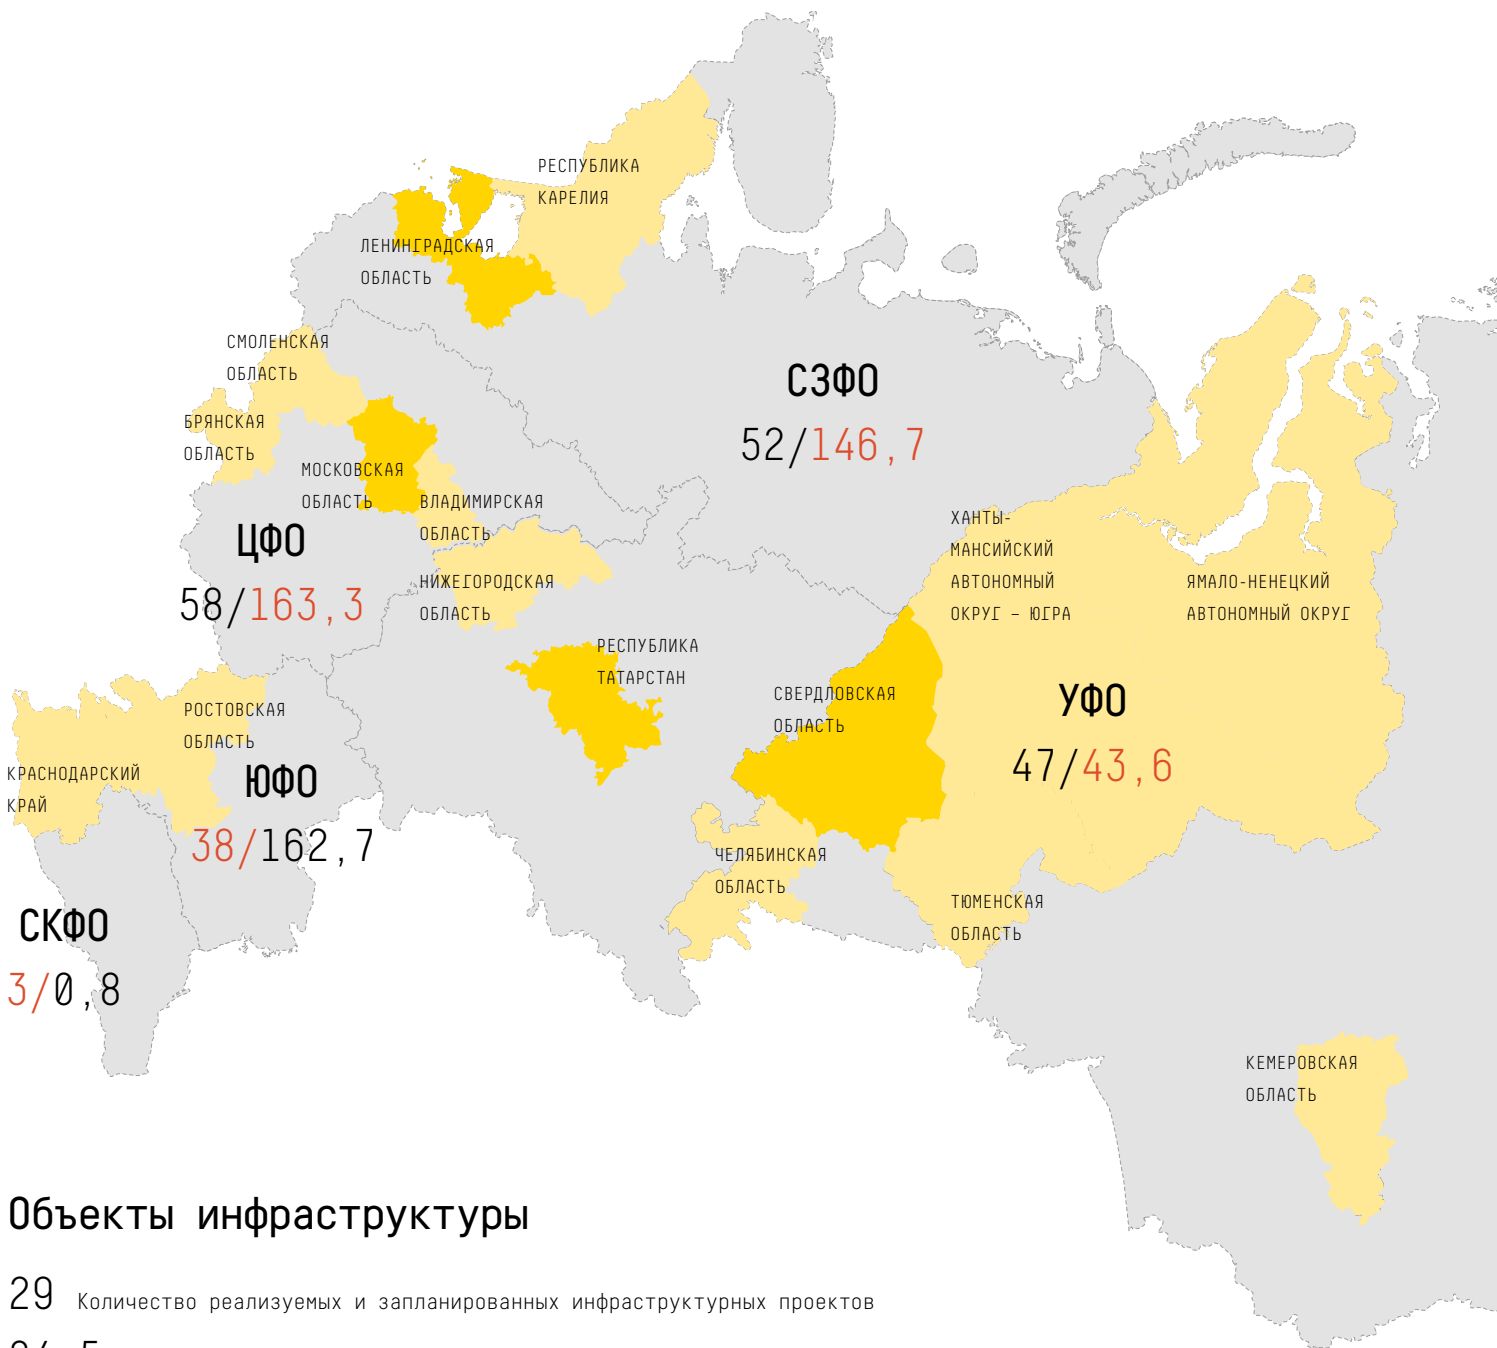 РЕСПУБЛИКА
КАРЕЛИЯ
ЛЕНИНГРАДСКАЯ
ОБЛАСТЬ
СМОЛЕНСКАЯ
ОБЛАСТЬ
СЗФО
52/146,7
БРЯНСКАЯ
ОБЛАСТЬ
МОСКОВСКАЯ
ОБЛАСТЬ
ВЛАДИМИРСКАЯ
ОБЛАСТЬ
ЦФО
58/163,3
НИЖЕГОРОДСКАЯ
ОБЛАСТЬ
ХАНТЫ-
МАНСИЙСКИЙ
АВТОНОМНЫЙ
ОКРУГ – ЮГРА
ЯМАЛО-НЕНЕЦКИЙ
АВТОНОМНЫЙ ОКРУГ
РЕСПУБЛИКА
ТАТАРСТАН
СВЕРДЛОВСКАЯ
ОБЛАСТЬ
УФО
47/43,6
РОСТОВСКАЯ
ОБЛАСТЬ
КРАСНОДАРСКИЙ
КРАЙ
ЮФО
38/162,7
ЧЕЛЯБИНСКАЯ
ОБЛАСТЬ
ТЮМЕНСКАЯ
ОБЛАСТЬ
СКФО
3/0,8
КЕМЕРОВСКАЯ
ОБЛАСТЬ
Объекты инфраструктуры
29 Количество реализуемых и запланированных инфраструктурных проектов